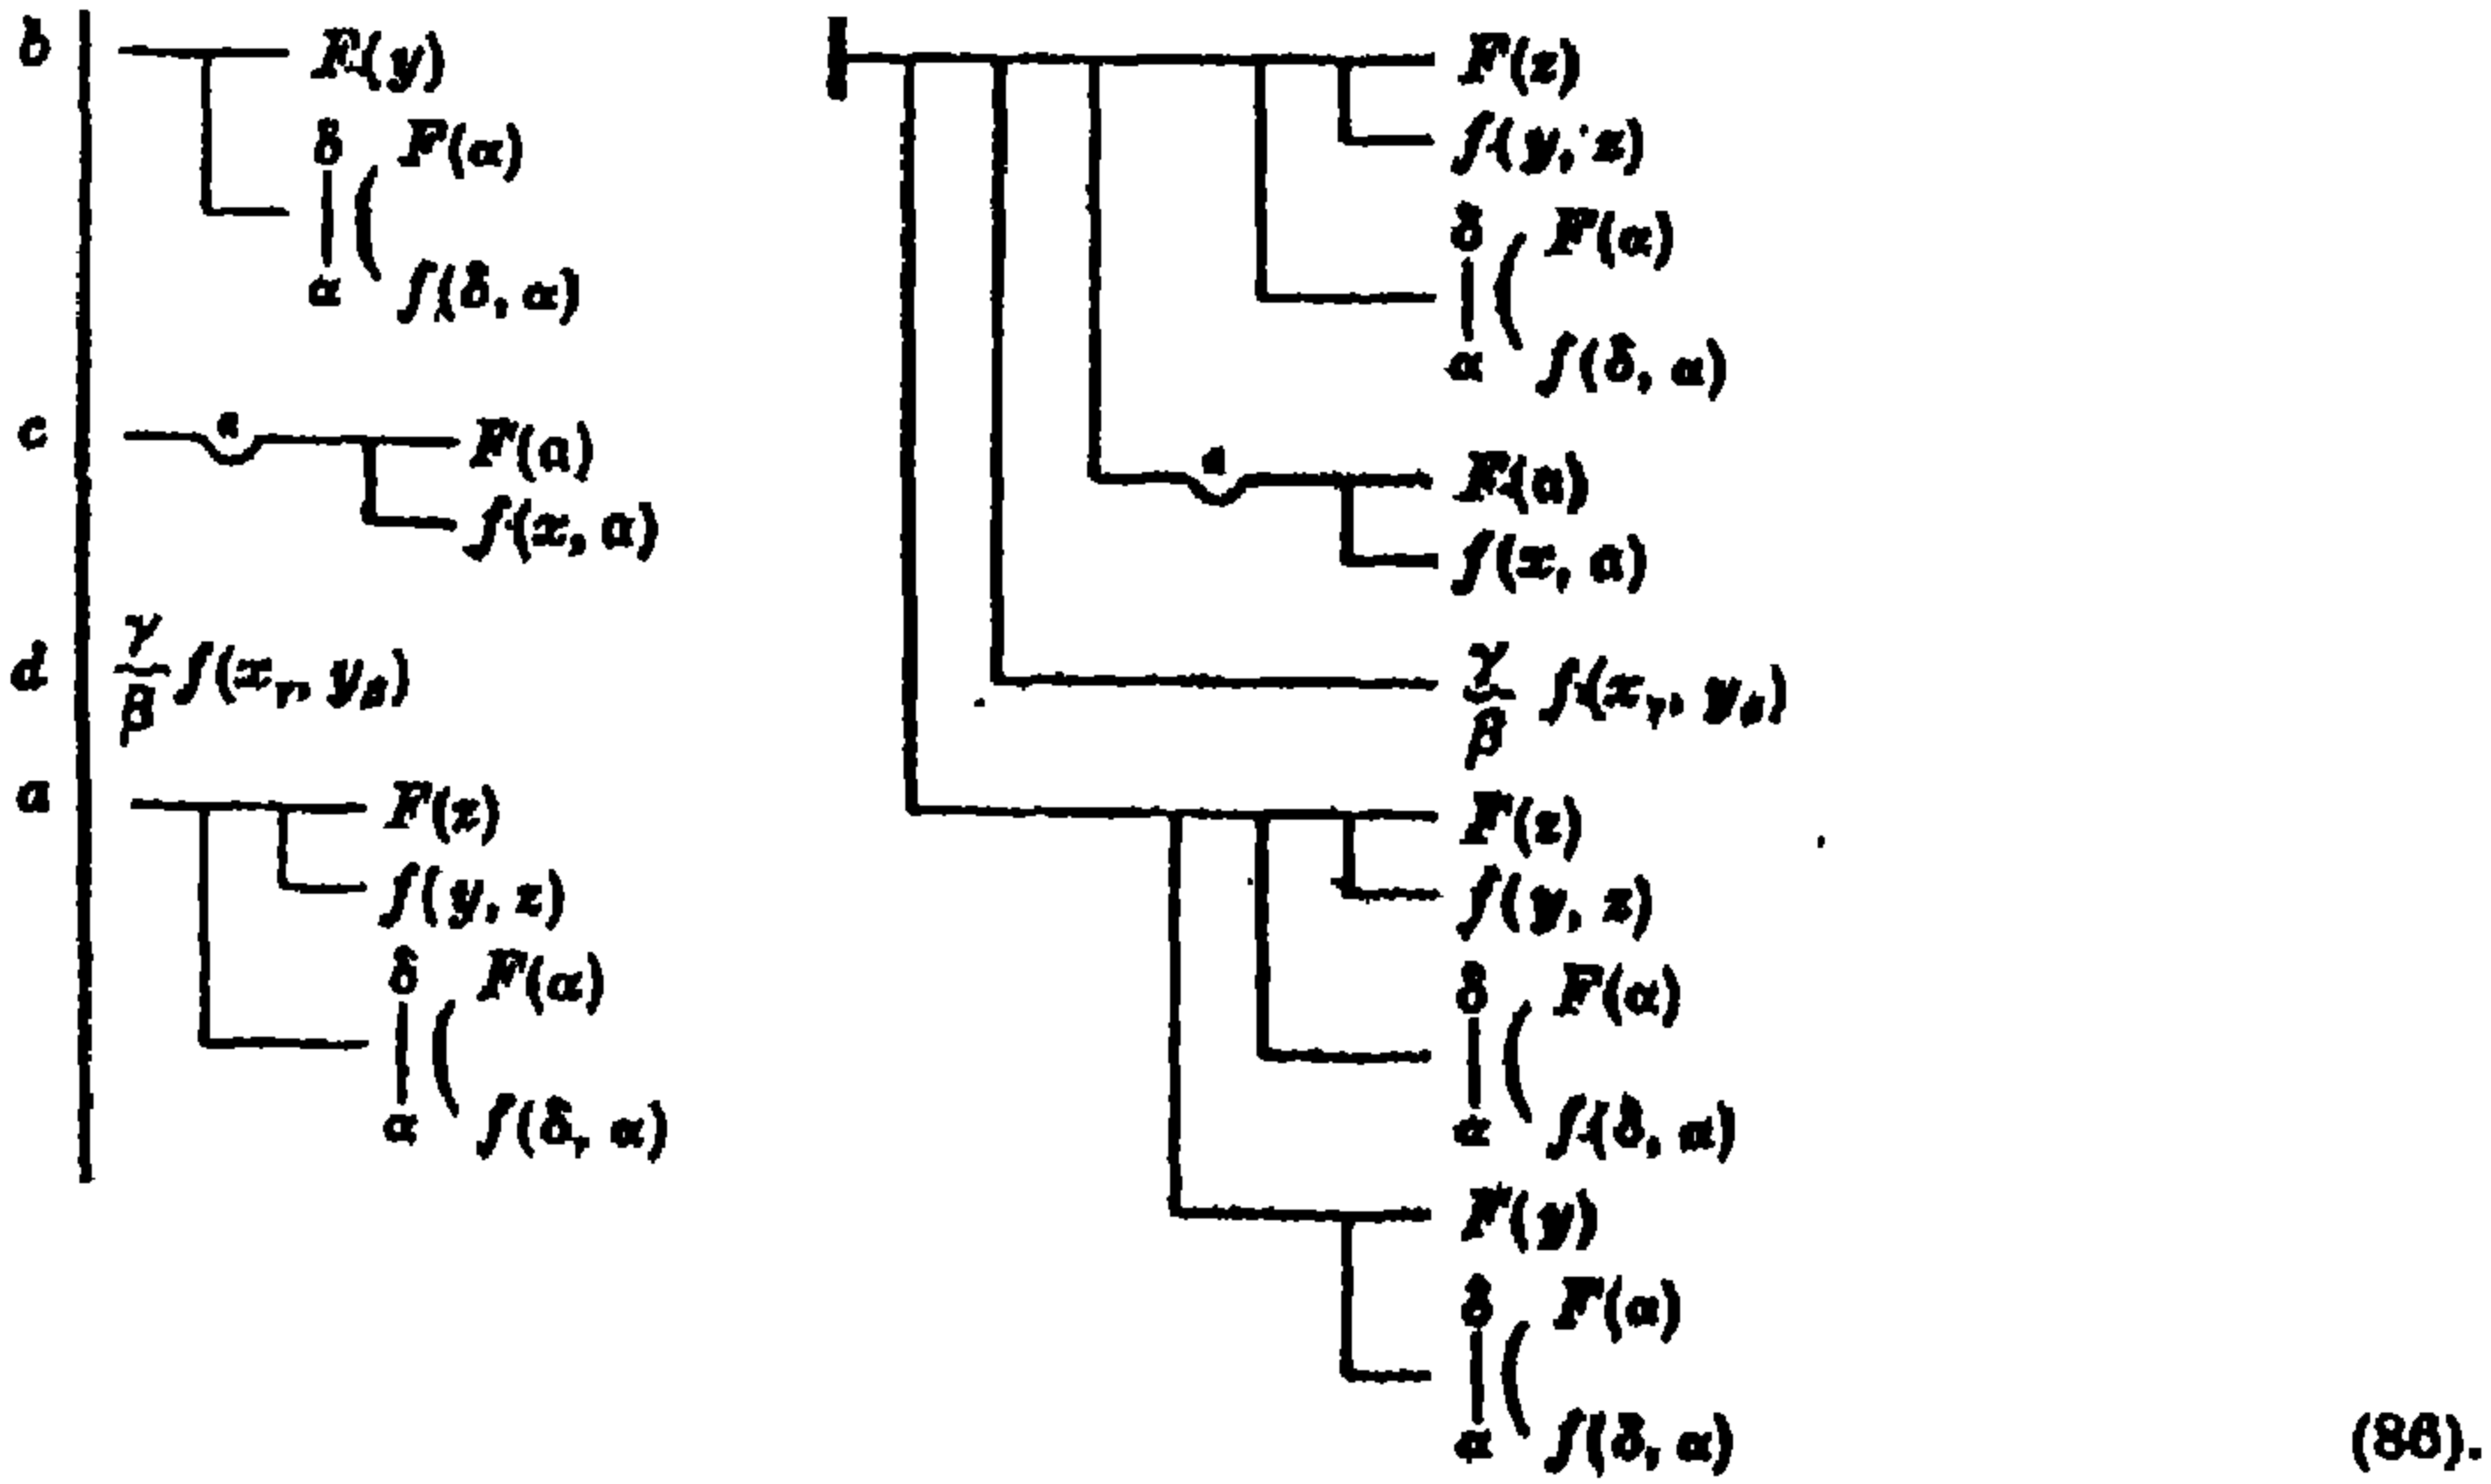 b F(y)
δ F(α)
α f(δ, α)
c 𝔞 F(𝔞)
f(x, 𝔞)
d γ
β f(x_γ, y_β)
a F(z)
f(y, z)
δ F(α)
α f(δ, α)
F(z)
f(y, z)
δ F(α)
α f(δ, α)
𝔞 F(𝔞)
f(x, 𝔞)
γ
β f(x_γ, y_β)
F(z)
f(y, z)
δ F(α)
α f(δ, α)
F(y)
δ F(α)
α f(δ, α)
(86).